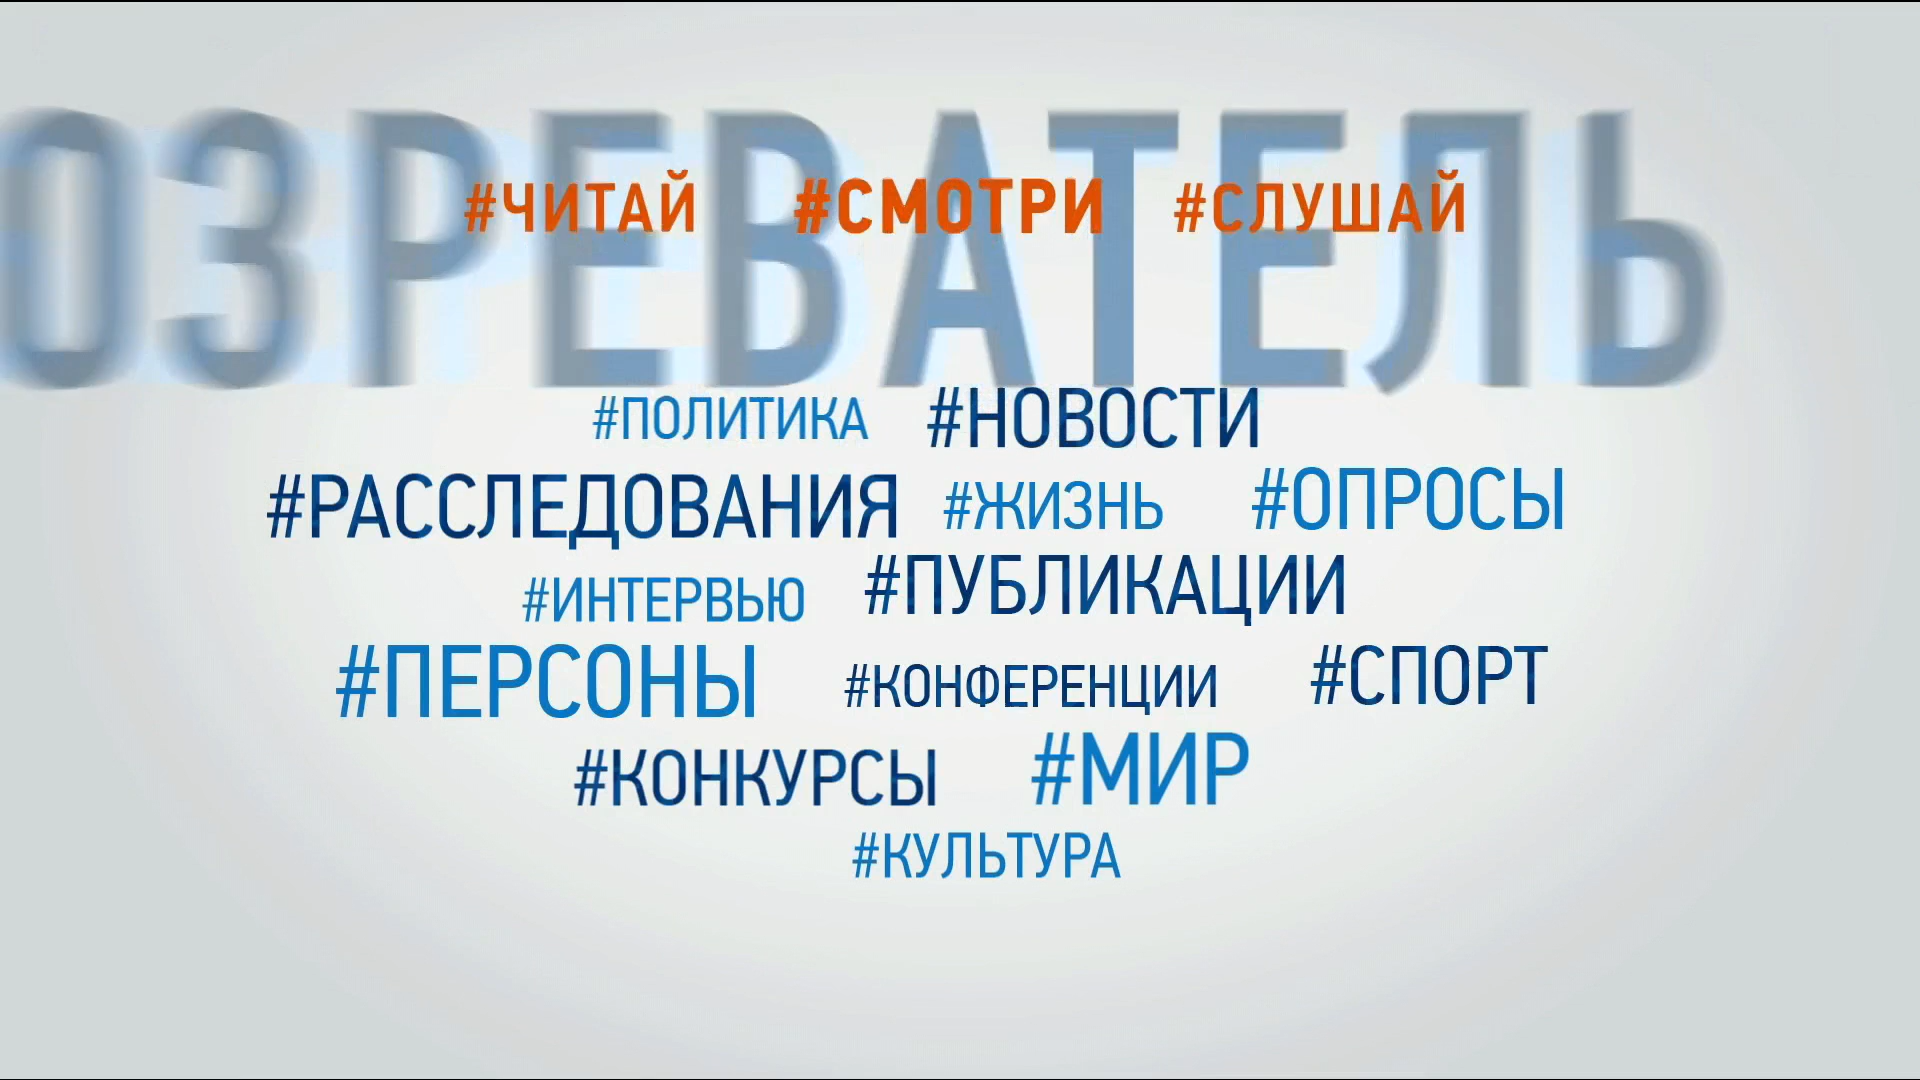 ОЗРЕВАТЕЛЬ
#ЧИТАЙ #СМОТРИ #СЛУШАЙ
#ПОЛИТИКА #НОВОСТИ
#РАССЛЕДОВАНИЯ #ЖИЗНЬ #ОПРОСЫ
#ИНТЕРВЬЮ #ПУБЛИКАЦИИ
#ПЕРСОНЫ #КОНФЕРЕНЦИИ #СПОРТ
#КОНКУРСЫ #МИР
#КУЛЬТУРА